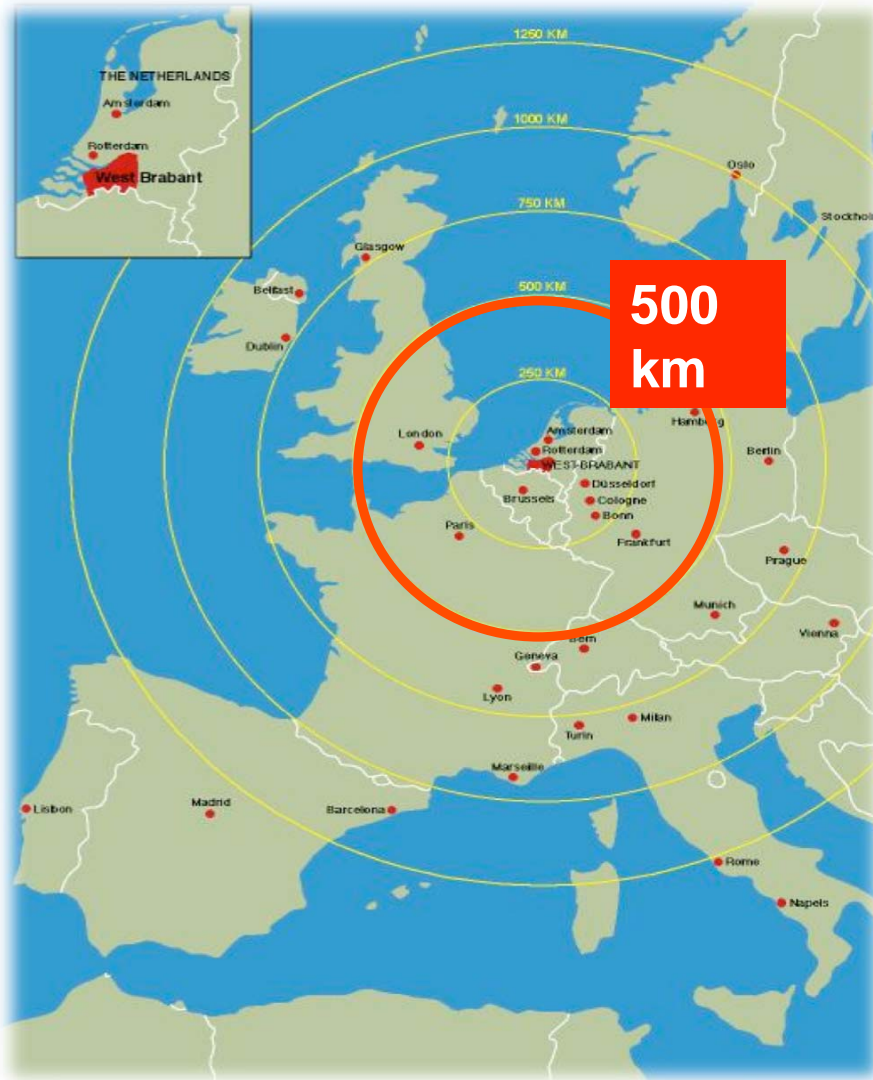 1250 KM
THE NETHERLANDS
Amsterdam
Rotterdam
West Brabant
1000 KM
Oslo
750 KM
Stockhol
Glasgow
Belfast
500 KM
500
km
Dublin
250 KM
Hamberg
London
Amsterdam
Rotterdam
WEST-BRABANT
Berlin
Düsseldorf
Brussels
Cologne
Bonn
Paris
Frankfurt
Prague
Munich
Vienna
Bern
Geneva
Lyon
Milan
Turin
Marseille
Lisbon
Madrid
Barcelona
Rome
Napels